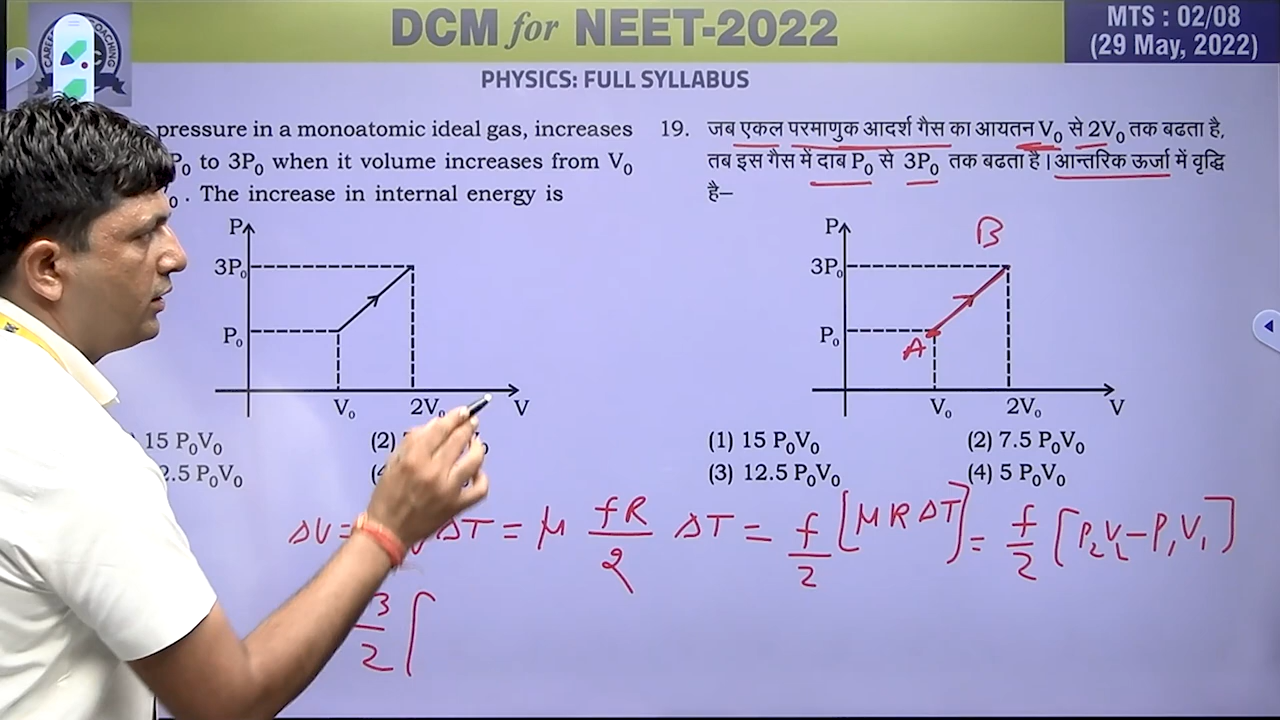 DCM for NEET-2022
MTS : 02/08
(29 May, 2022)
PHYSICS: FULL SYLLABUS
pressure in a monoatomic ideal gas, increases
P₀ to 3P₀ when it volume increases from V₀
₀. The increase in internal energy is
P
3P₀
P₀
V₀
2V₀
V
15 P₀V₀
(2)
2.5 P₀V₀
19. जब एकल परमाणुक आदर्श गैस का आयतन V₀ से 2V₀ तक बढता है,
तब इस गैस में दाब P₀ से 3P₀ तक बढता है। आन्तरिक ऊर्जा में वृद्धि
है–
P
B
3P₀
P₀
A
V₀
2V₀
V
(1) 15 P₀V₀
(2) 7.5 P₀V₀
(3) 12.5 P₀V₀
(4) 5 P₀V₀
ΔT = μ fR/2 ΔT = f/2 [μRΔT] = f/2 [P₂V₂ – P₁V₁]
3/2 [